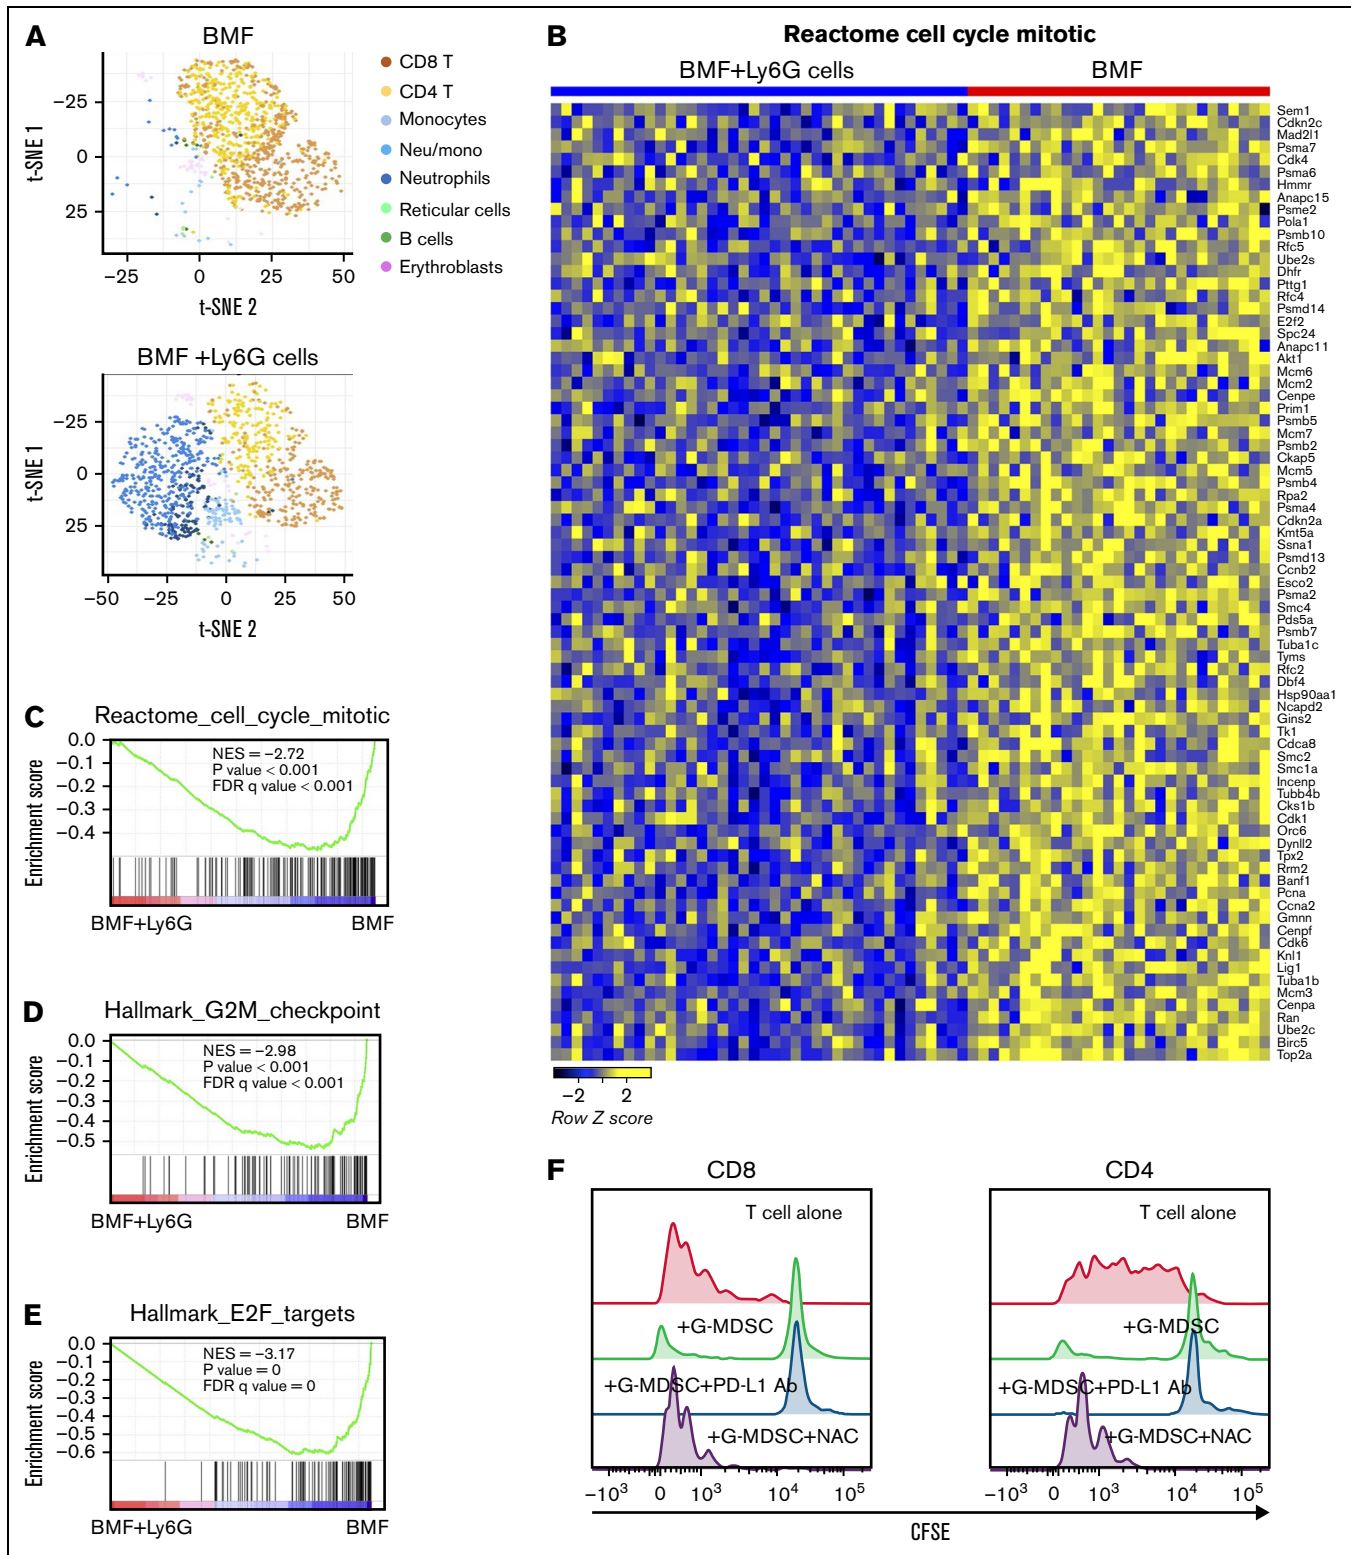 A
BMF
t-SNE 1
−25
0
25
−25
0
25
50
t-SNE 2
CD8 T
CD4 T
Monocytes
Neu/mono
Neutrophils
Reticular cells
B cells
Erythroblasts
BMF +Ly6G cells
t-SNE 1
−25
0
25
−50
−25
0
25
50
t-SNE 2
B
Reactome cell cycle mitotic
BMF+Ly6G cells
BMF
Sem1
Cdkn2c
Mad2l1
Psma7
Cdk4
Psma6
Hmmr
Anapc15
Psme2
Pola1
Psmb10
Rfc5
Ube2s
Dhfr
Pttg1
Rfc4
Psmd14
E2f2
Spc24
Anapc11
Akt1
Mcm6
Mcm2
Cenpe
Prim1
Psmb5
Mcm7
Psmb2
Ckap5
Mcm5
Psmb4
Rpa2
Psma4
Cdkn2a
Kmt5a
Ssna1
Psmd13
Ccnb2
Esco2
Psma2
Smc4
Pds5a
Psmb7
Tuba1c
Tyms
Rfc2
Dbf4
Hsp90aa1
Ncapd2
Gins2
Tk1
Cdca8
Smc2
Smc1a
Incenp
Tubb4b
Cks1b
Cdk1
Orc6
Dynll2
Tpx2
Rrm2
Banf1
Pcna
Ccna2
Gmnn
Cenpf
Cdk6
Knl1
Lig1
Tuba1b
Mcm3
Cenpa
Ran
Ube2c
Birc5
Top2a
−2
2
Row Z score
C
Reactome_cell_cycle_mitotic
Enrichment score
0.0
−0.1
−0.2
−0.3
−0.4
NES = −2.72
P value < 0.001
FDR q value < 0.001
BMF+Ly6G
BMF
D
Hallmark_G2M_checkpoint
Enrichment score
0.0
−0.1
−0.2
−0.3
−0.4
−0.5
NES = −2.98
P value < 0.001
FDR q value < 0.001
BMF+Ly6G
BMF
E
Hallmark_E2F_targets
Enrichment score
0.0
−0.1
−0.2
−0.3
−0.4
−0.5
−0.6
NES = −3.17
P value = 0
FDR q value = 0
BMF+Ly6G
BMF
F
CD8
T cell alone
+G-MDSC
+G-MDSC+PD-L1 Ab
+G-MDSC+NAC
−10³ 0 10³ 10⁴ 10⁵
CD4
T cell alone
+G-MDSC
+G-MDSC+PD-L1 Ab
+G-MDSC+NAC
−10³ 0 10³ 10⁴ 10⁵
CFSE